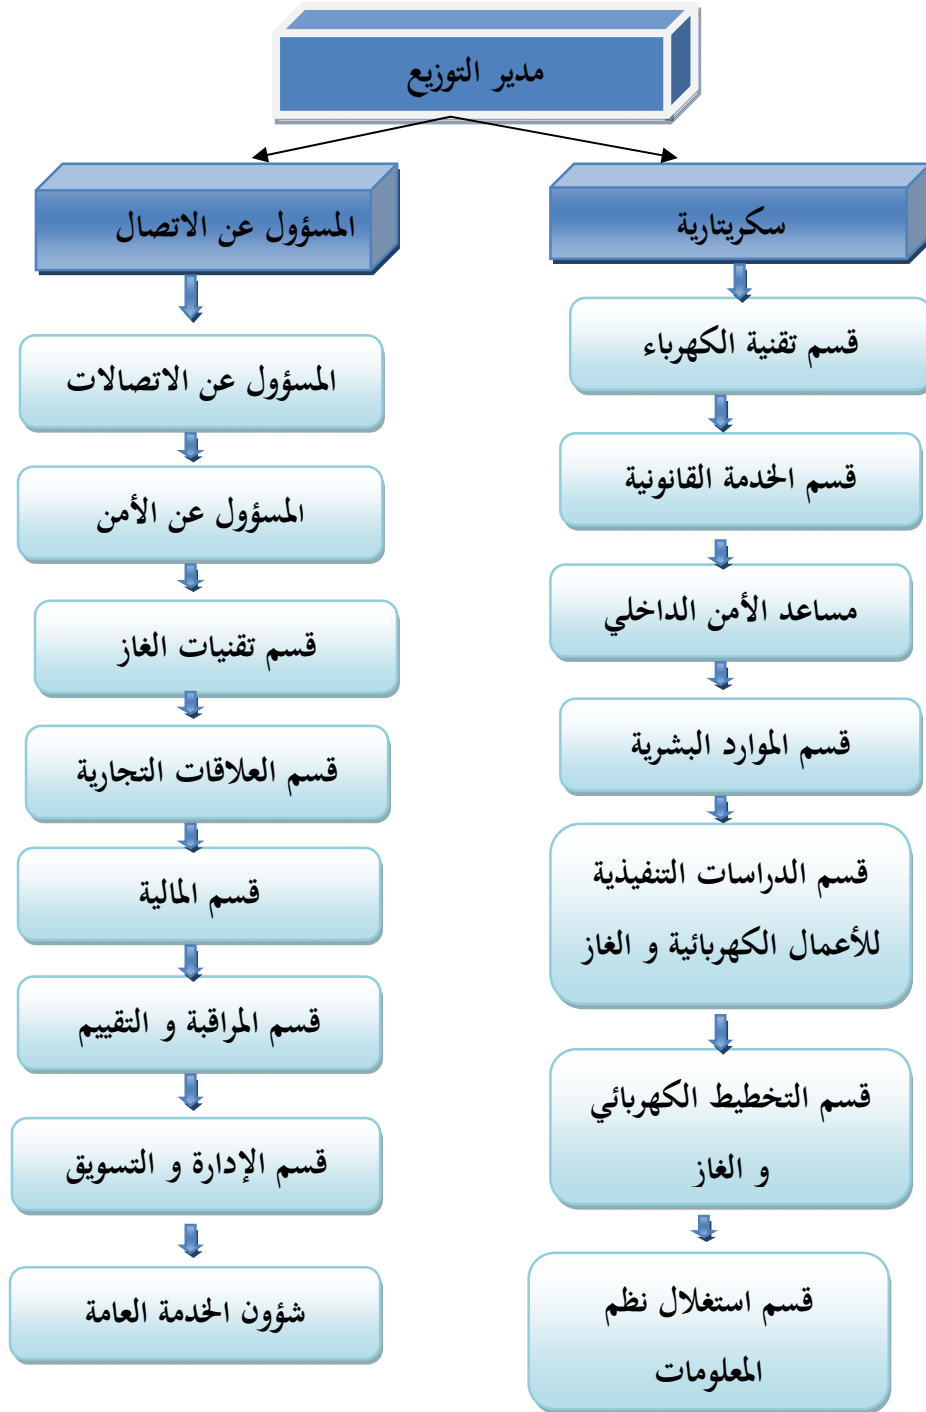 مدير التوزيع
سكريتارية
قسم تقنية الكهرباء
قسم الخدمة القانونية
مساعد الأمن الداخلي
قسم الموارد البشرية
قسم الدراسات التنفيذية
للأعمال الكهربائية و الغاز
قسم التخطيط الكهربائي
و الغاز
قسم استغلال نظم
المعلومات
المسؤول عن الاتصال
المسؤول عن الاتصالات
المسؤول عن الأمن
قسم تقنيات الغاز
قسم العلاقات التجارية
قسم المالية
قسم المراقبة و التقييم
قسم الإدارة و التسويق
شؤون الخدمة العامة